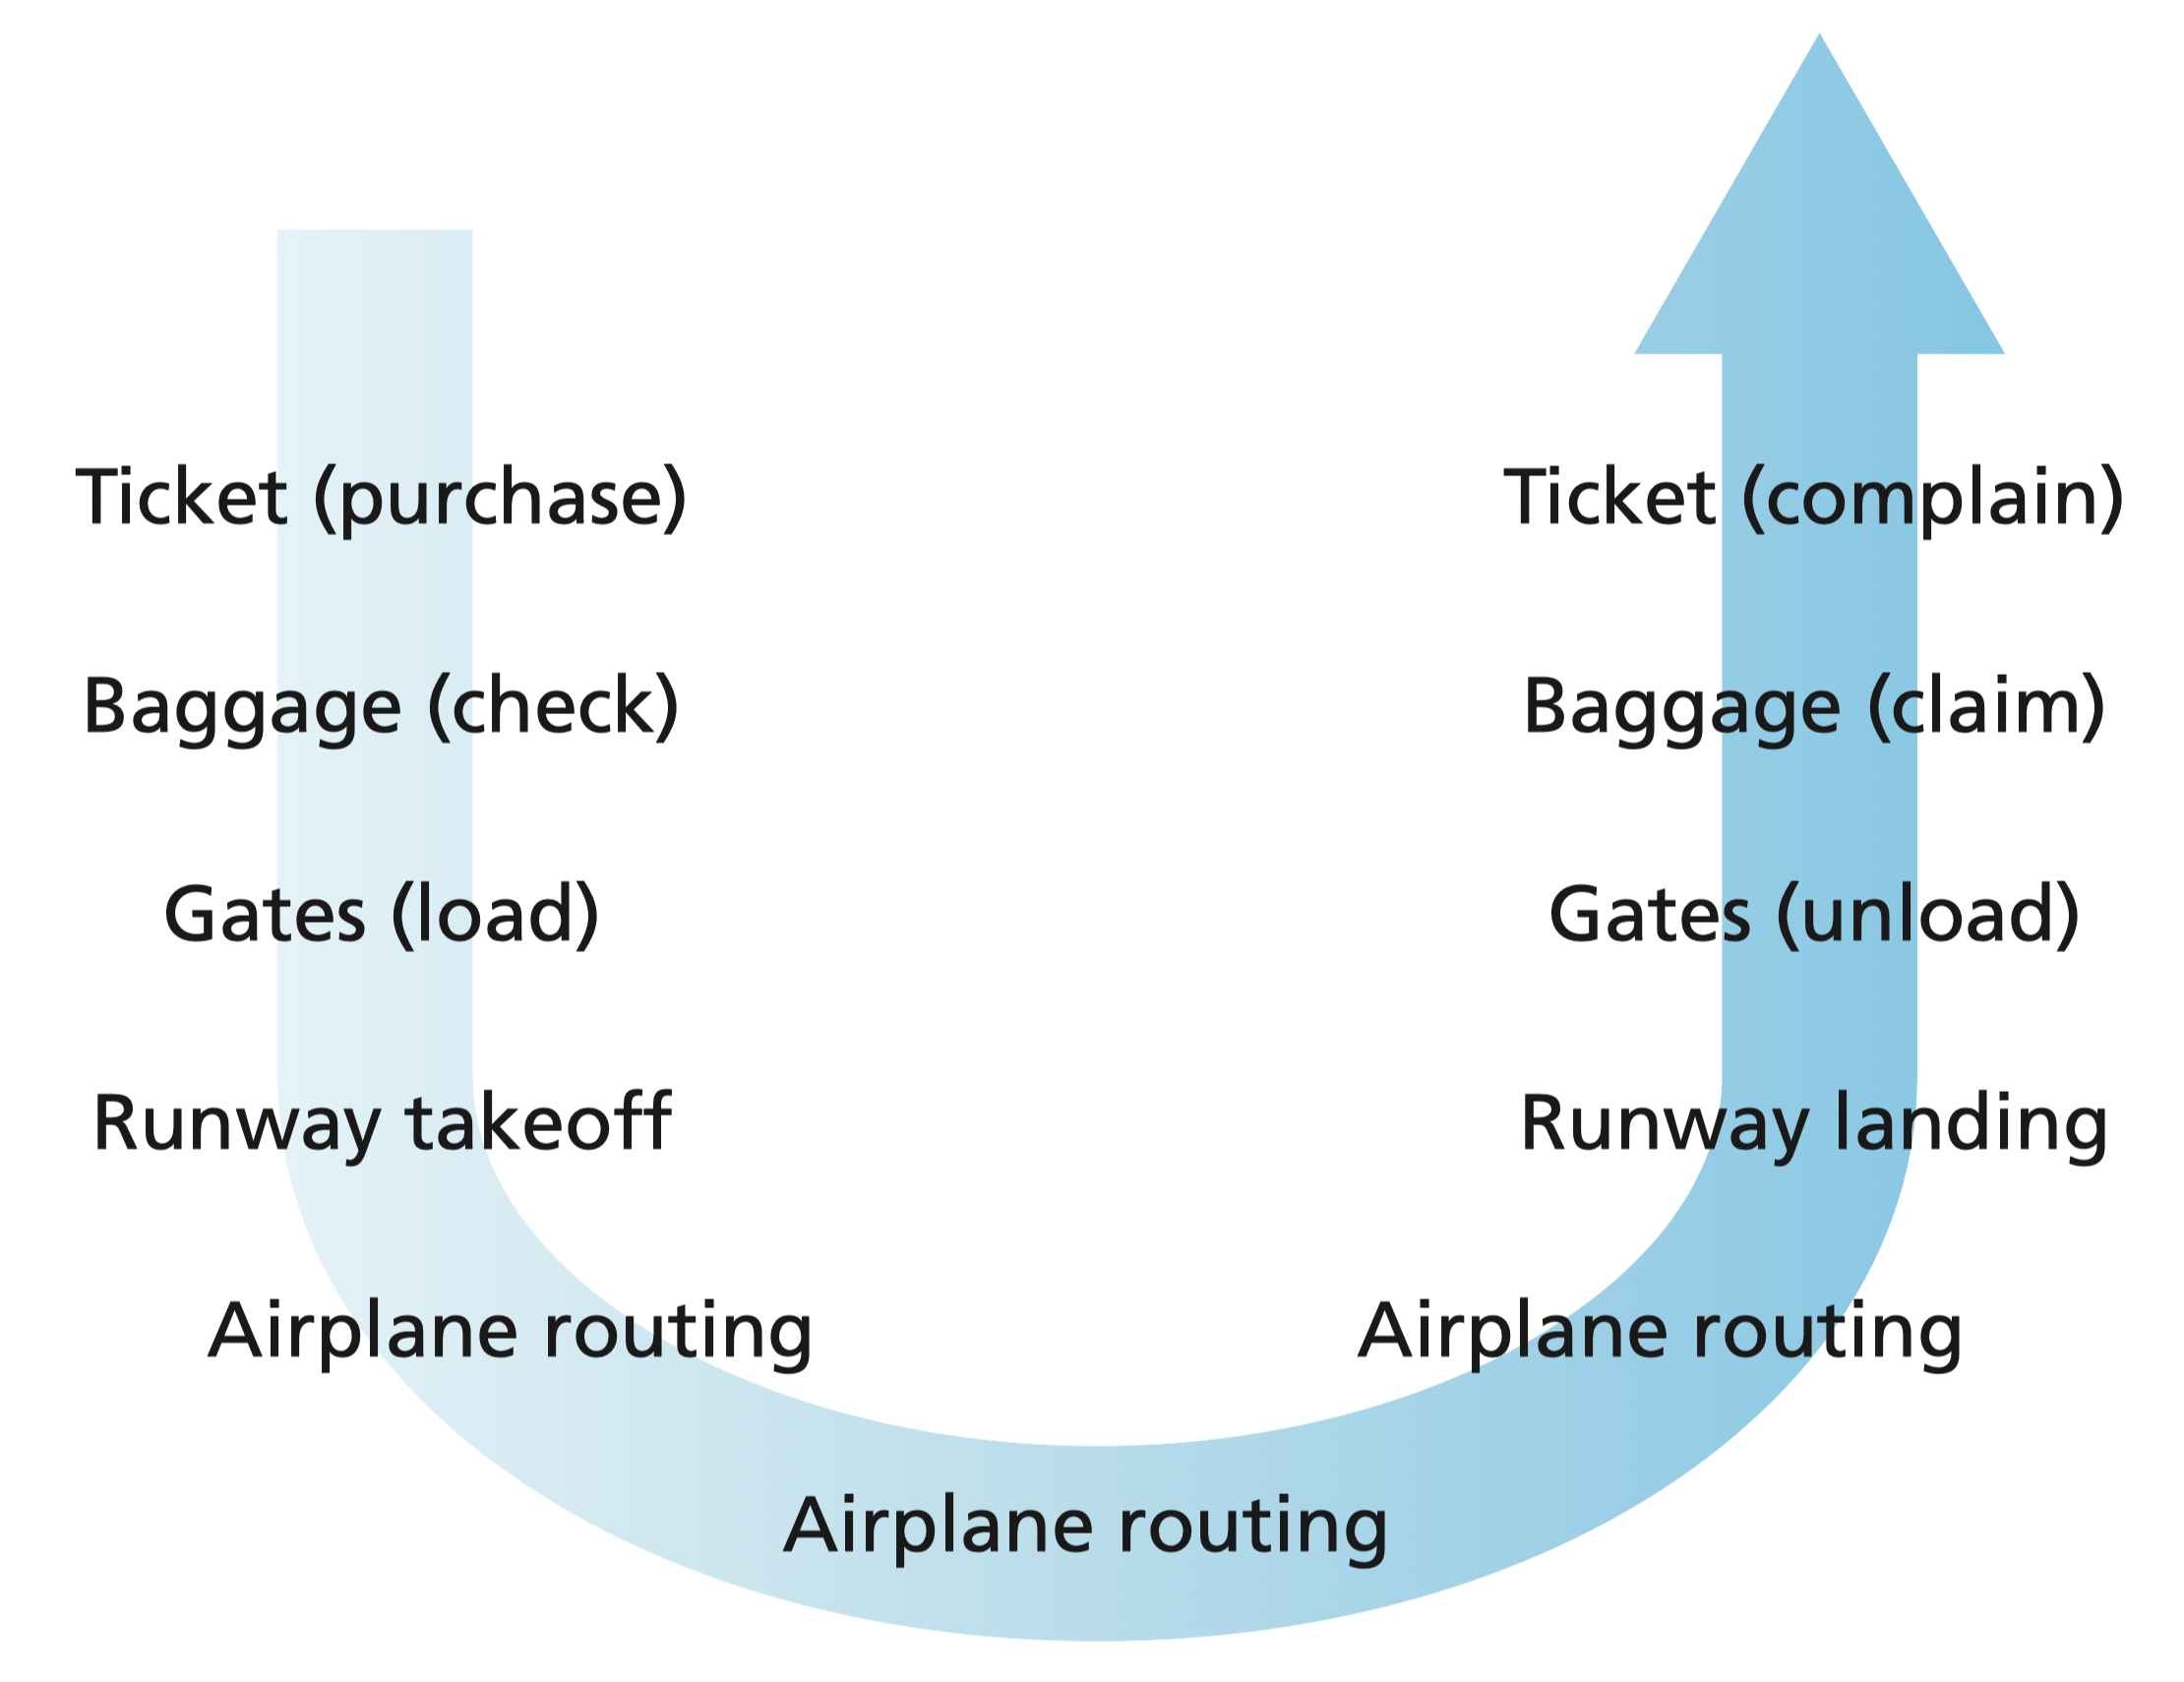 Ticket (purchase)
Baggage (check)
Gates (load)
Runway takeoff
Airplane routing
Airplane routing
Airplane routing
Runway landing
Gates (unload)
Baggage (claim)
Ticket (complain)